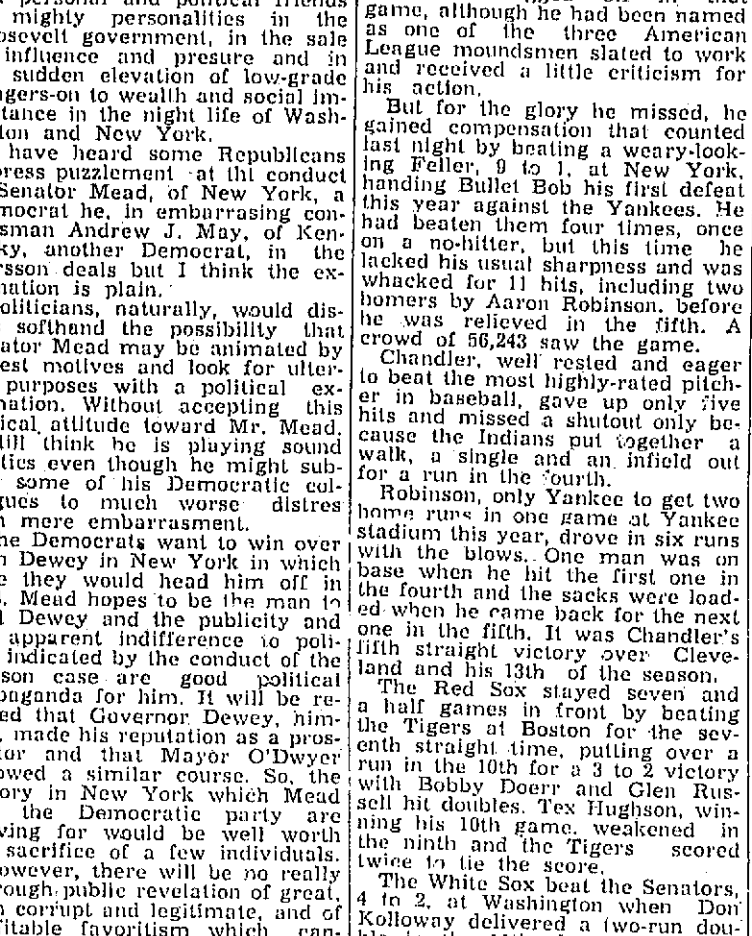 mighty personalities in the
osevelt government, in the sale
influence and presure and in
sudden elevation of low-grade
gers-on to wealth and social im-
tance in the night life of Wash-
ton and New York.
have heard some Republicans
press puzzlement at tht conduct
Senator Mead, of New York, a
mocrat he, in embarrasing con-
sman Andrew J. May, of Ken-
ky, another Democrat, in the
rsson deals but I think the ex-
nation is plain.
oliticians, naturally, would dis-
softhend the possibility that
ator Mead may be animated by
est motives and look for ulter-
purposes with a political ex-
nation. Without accepting this
ical attitude toward Mr. Mead,
till think he is playing sound
tics even though he might sub-
some of his Democratic col-
gues to much worse distres
n mere embarrasment.
he Democrats want to win over
n Dewey in New York in which
e they would head him off in
. Mead hopes to be the man to
l Dewey and the publicity and
apparent indifference to poli-
indicated by the conduct of the
son case are good political
paganda for him. It will be re-
ed that Governor Dewey, him-
, made his reputation as a pros-
tor and that Mayor O'Dwyer
owed a similar course. So, the
ory in New York which Mead
the Democratic party are
ving for would be well worth
sacrifice of a few individuals.
owever, there will be no really
rough public revelation of great,
n corrupt and legitimate, and of
itable favoritism which can-
game, although he had been named
as one of the three American
League moundsmen slated to work
and received a little criticism for
his action.
But for the glory he missed, he
gained compensation that counted
last night by beating a weary-look-
ing Feller, 9 to 1, at New York,
handing Bullet Bob his first defeat
this year against the Yankees. He
had beaten them four times, once
on a no-hitter, but this time he
lacked his usual sharpness and was
whacked for 11 hits, including two
homers by Aaron Robinson, before
he was relieved in the fifth. A
crowd of 56,243 saw the game.
Chandler, well rested and eager
to beat the most highly-rated pitch-
er in baseball, gave up only five
hits and missed a shutout only be-
cause the Indians put together a
walk, a single and an infield out
for a run in the fourth.
Robinson, only Yankee to get two
home runs in one game at Yankee
stadium this year, drove in six runs
with the blows. One man was on
base when he hit the first one in
the fourth and the sacks were load-
ed when he came back for the next
one in the fifth. It was Chandler's
fifth straight victory over Cleve-
land and his 13th of the season.
The Red Sox stayed seven and
a half games in front by beating
the Tigers at Boston for the sev-
enth straight time, putting over a
run in the 10th for a 3 to 2 victory
with Bobby Doerr and Glen Rus-
sell hit doubles. Tex Hughson, win-
ning his 10th game, weakened in
the ninth and the Tigers scored
twice to tie the score.
The White Sox beat the Senators,
4 to 2, at Washington when Don
Kolloway delivered a two-run dou-